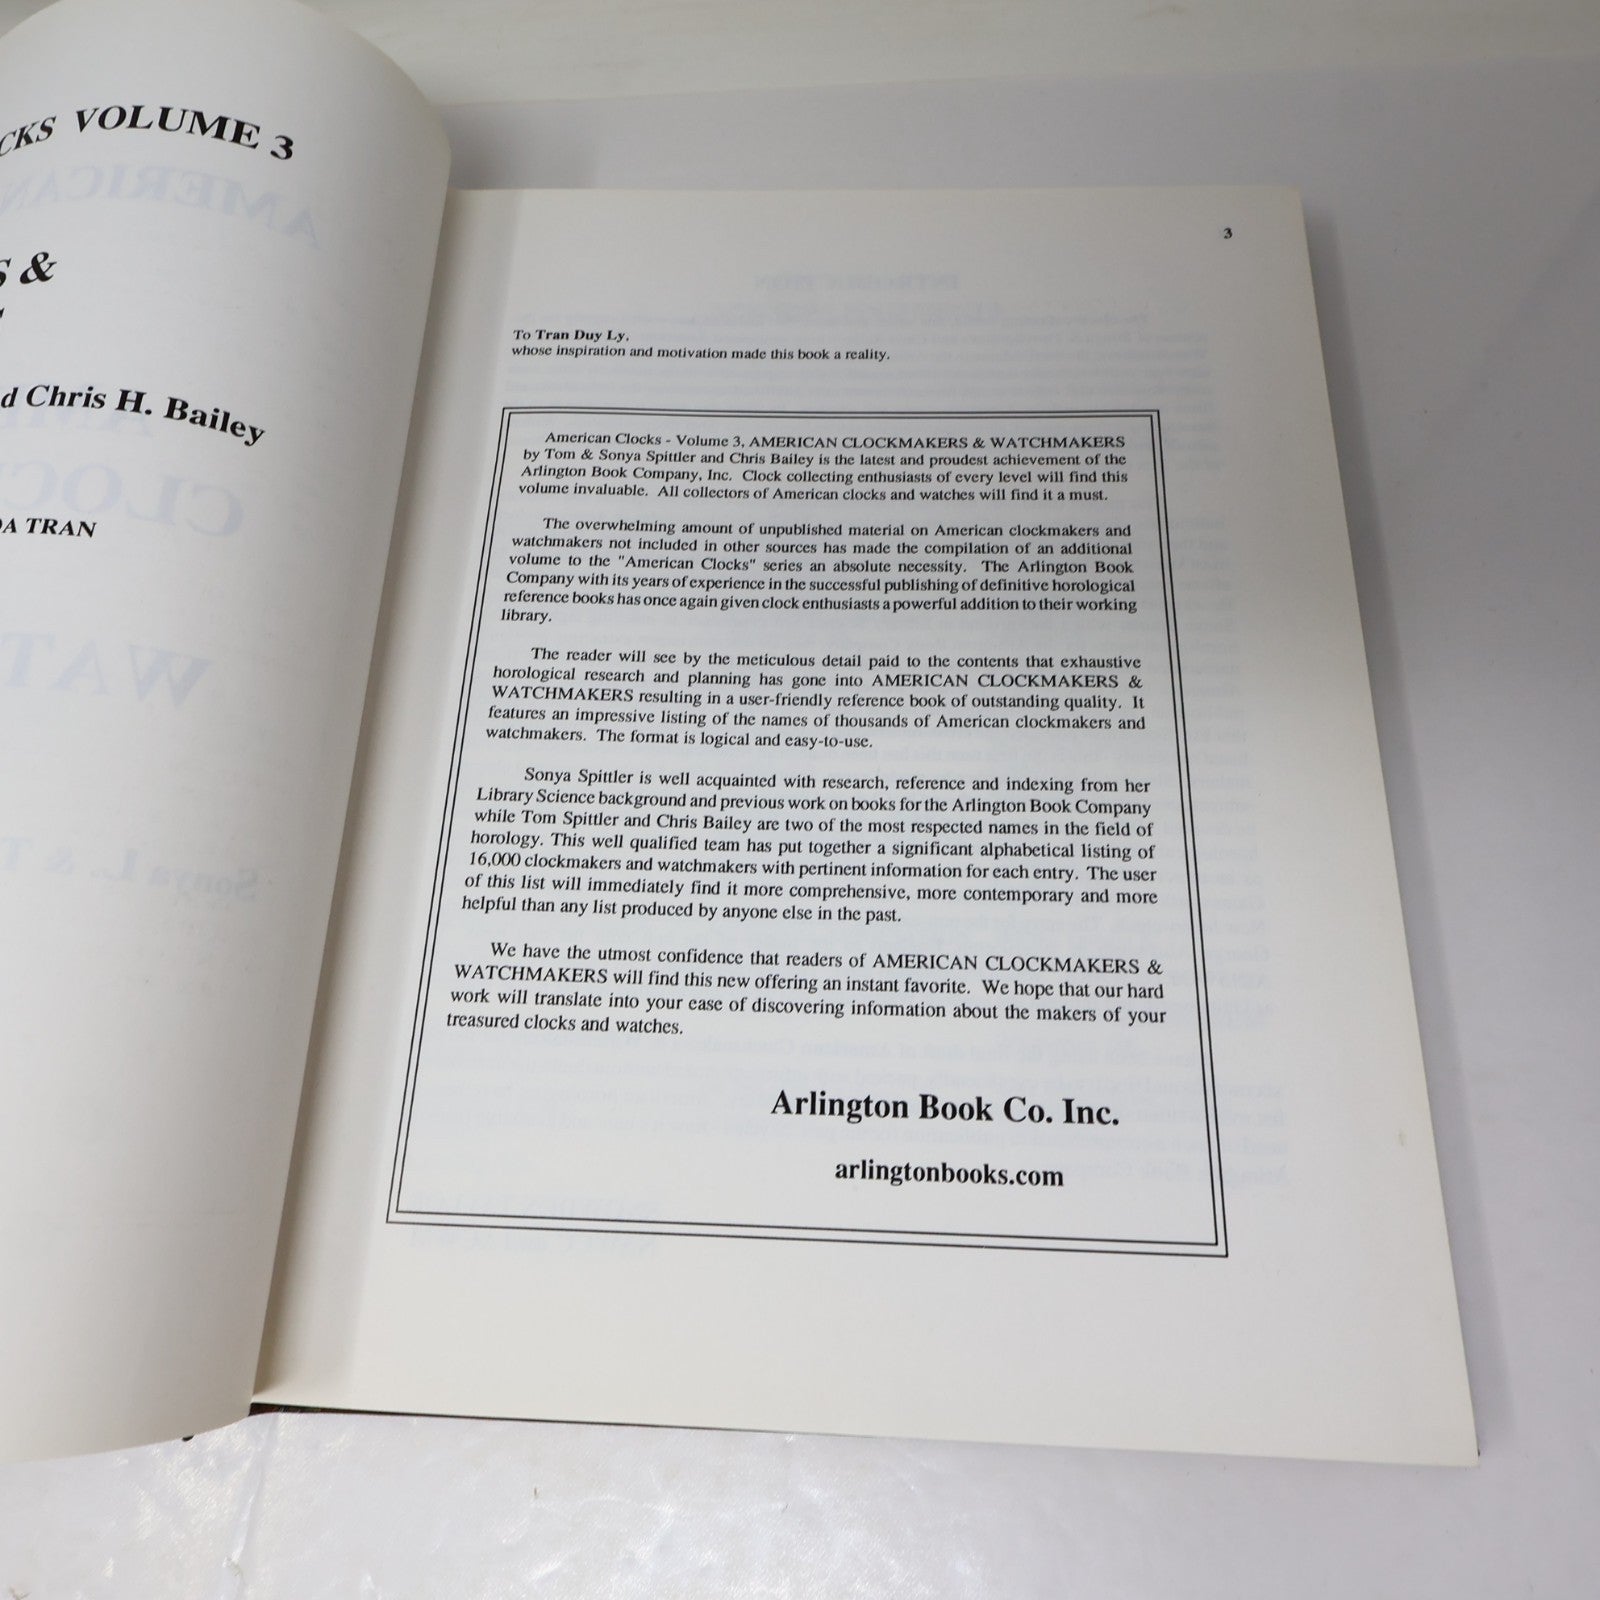 VOLUME 3
&
Chris H. Bailey
TRAN
3
To Tran Duy Ly,
whose inspiration and motivation made this book a reality.
American Clocks - Volume 3, AMERICAN CLOCKMAKERS & WATCHMAKERS
by Tom & Sonya Spittler and Chris Bailey is the latest and proudest achievement of the
Arlington Book Company, Inc. Clock collecting enthusiasts of every level will find this
volume invaluable. All collectors of American clocks and watches will find it a must.
The overwhelming amount of unpublished material on American clockmakers and
watchmakers not included in other sources has made the compilation of an additional
volume to the "American Clocks" series an absolute necessity. The Arlington Book
Company with its years of experience in the successful publishing of definitive horological
reference books has once again given clock enthusiasts a powerful addition to their working
library.
The reader will see by the meticulous detail paid to the contents that exhaustive
horological research and planning has gone into AMERICAN CLOCKMAKERS &
WATCHMAKERS resulting in a user-friendly reference book of outstanding quality. It
features an impressive listing of the names of thousands of American clockmakers and
watchmakers. The format is logical and easy-to-use.
Sonya Spittler is well acquainted with research, reference and indexing from her
Library Science background and previous work on books for the Arlington Book Company
while Tom Spittler and Chris Bailey are two of the most respected names in the field of
horology. This well qualified team has put together a significant alphabetical listing of
16,000 clockmakers and watchmakers with pertinent information for each entry. The user
of this list will immediately find it more comprehensive, more contemporary and more
helpful than any list produced by anyone else in the past.
We have the utmost confidence that readers of AMERICAN CLOCKMAKERS &
WATCHMAKERS will find this new offering an instant favorite. We hope that our hard
work will translate into your ease of discovering information about the makers of your
treasured clocks and watches.
Arlington Book Co. Inc.
arlingtonbooks.com